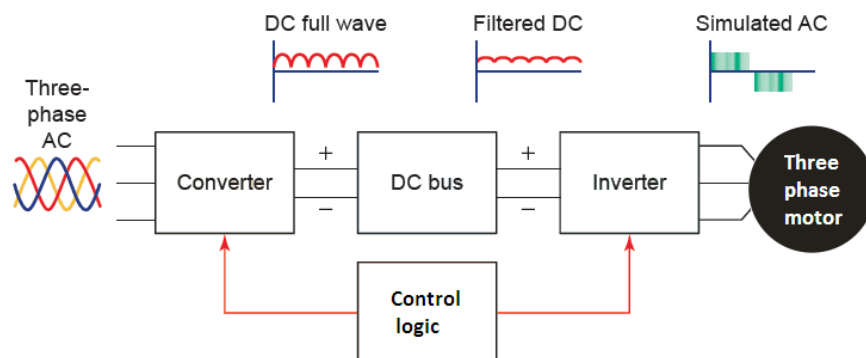 DC full wave
Filtered DC
Simulated AC
Three-
phase
AC
Converter
+
−
DC bus
+
−
Inverter
Three
phase
motor
Control
logic